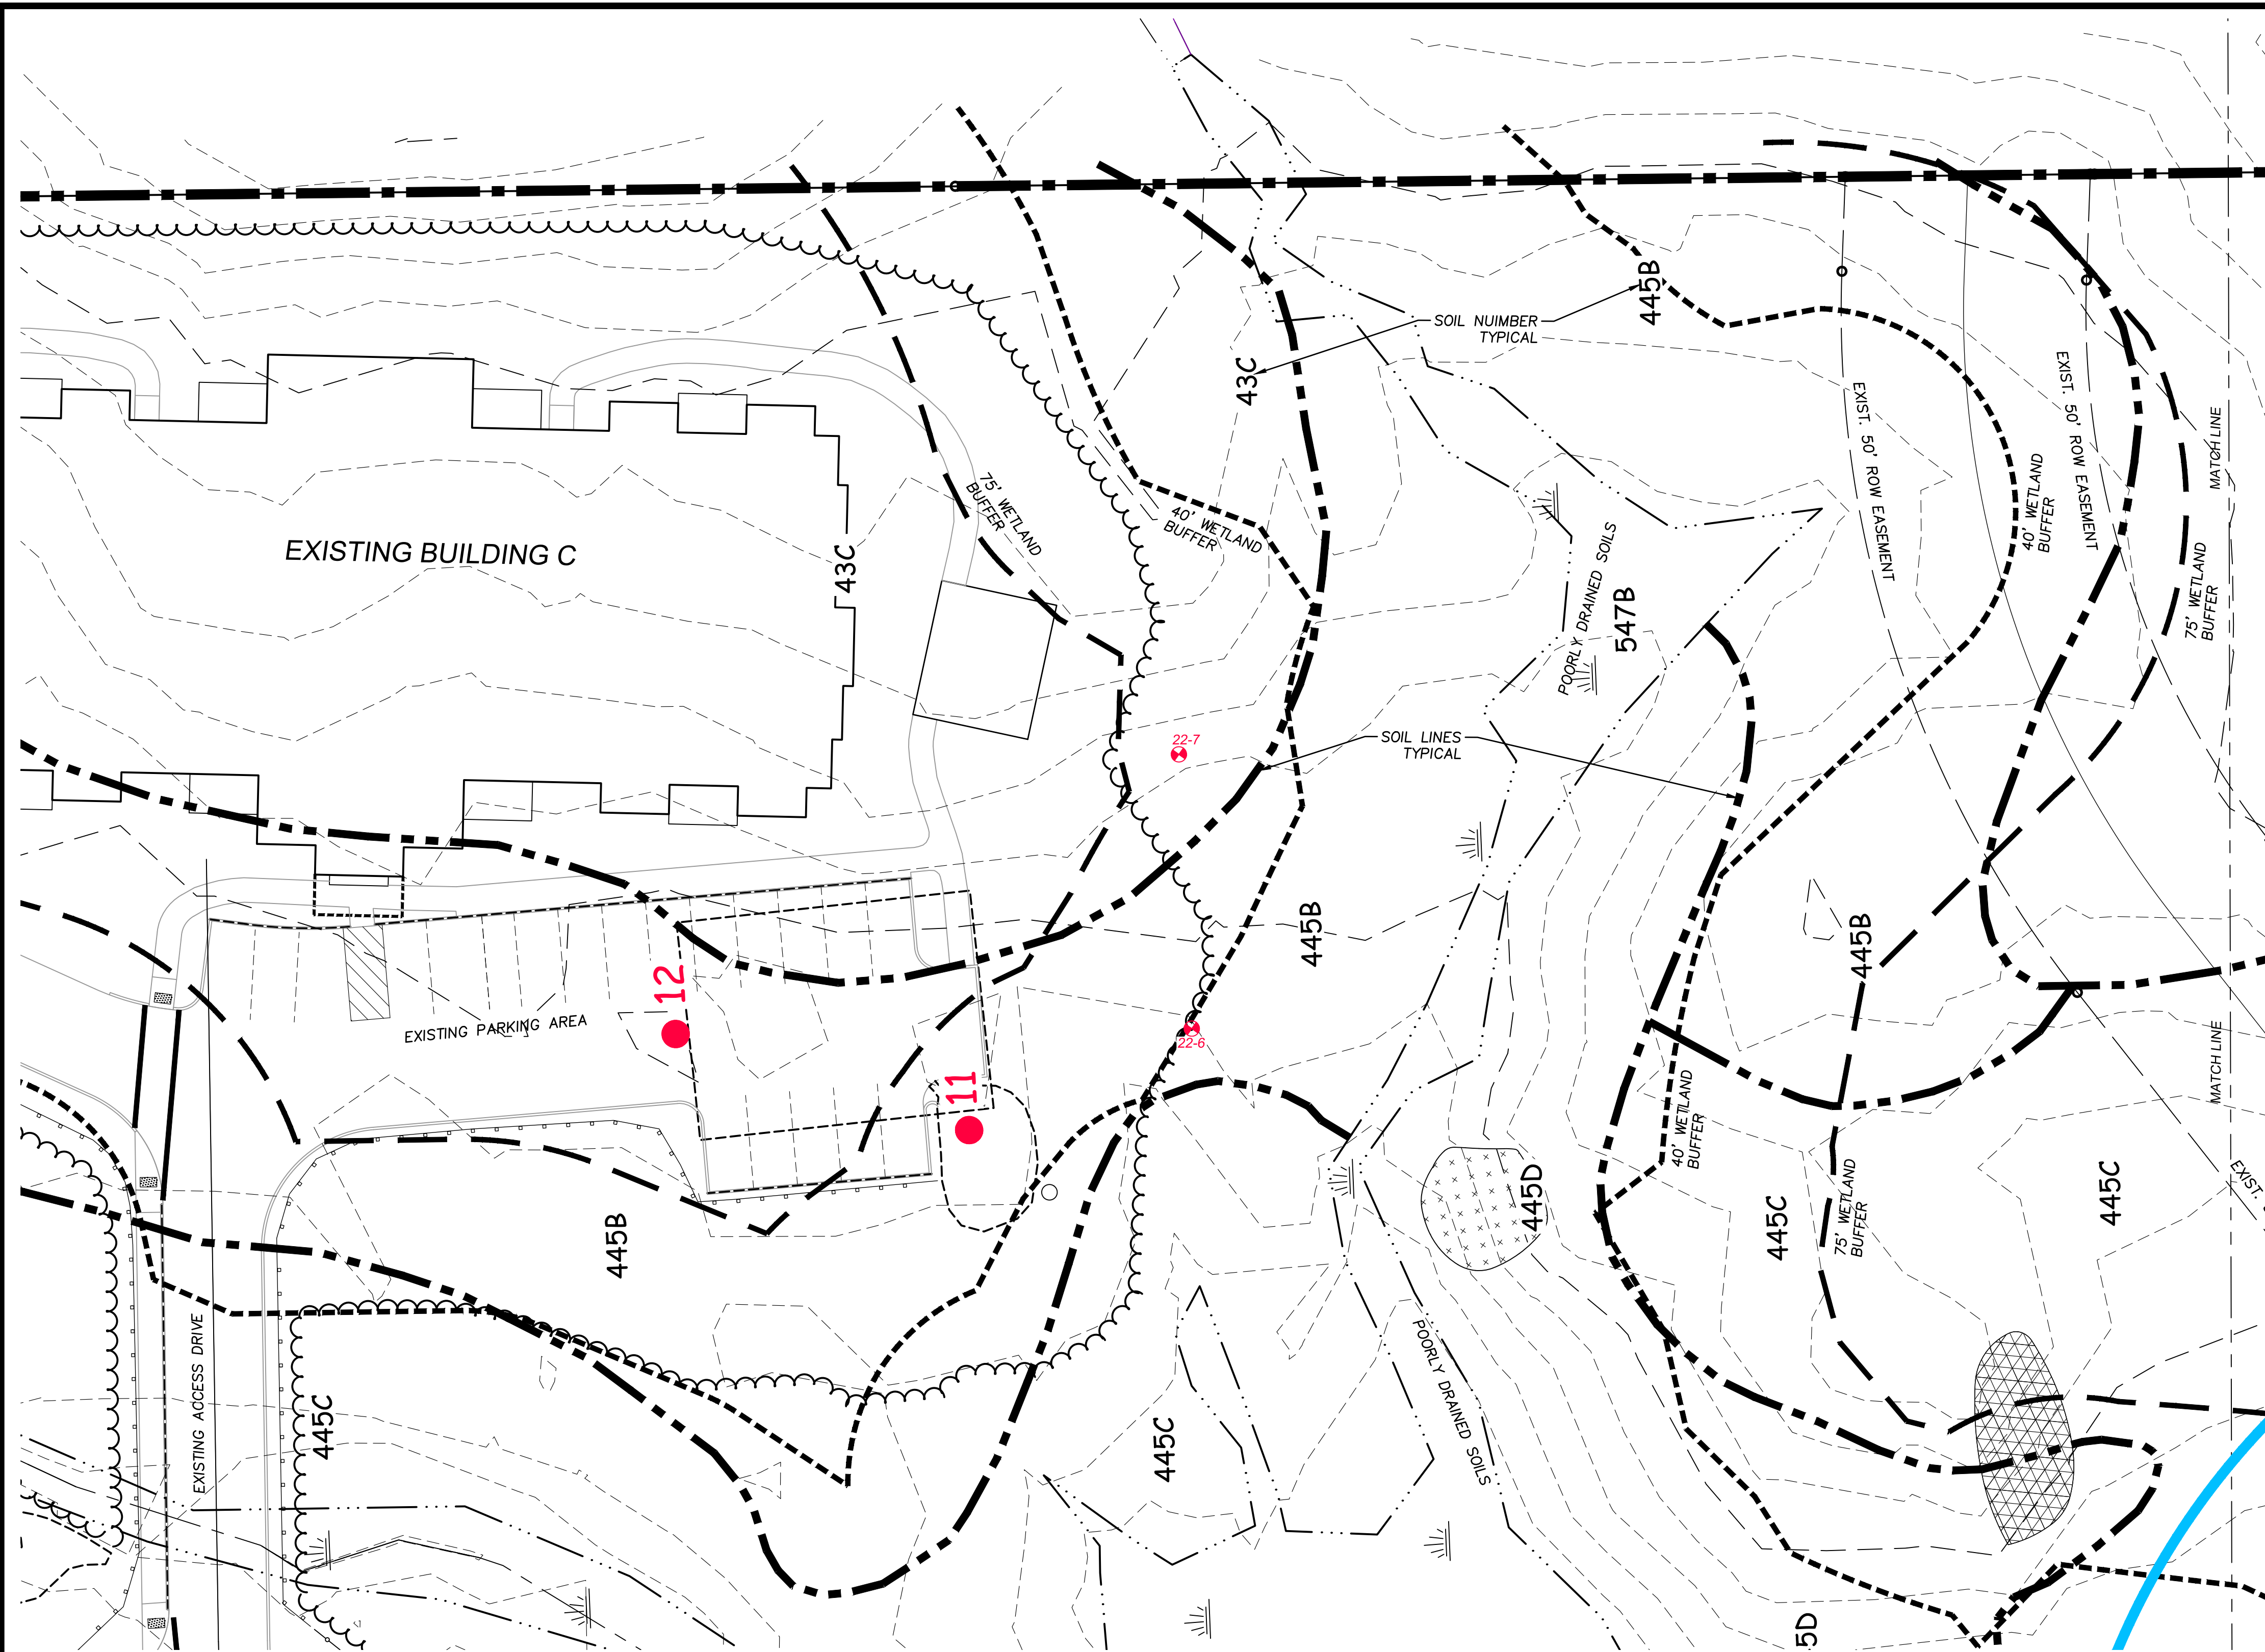 445B
SOIL NUIMBER
TYPICAL
43C
EXIST. 50' ROW EASEMENT
EXIST. 50' ROW EASEMENT
MATCH LINE
40' WETLAND
BUFFER
75' WETLAND
BUFFER
75' WETLAND
BUFFER
40' WETLAND
BUFFER
EXISTING BUILDING C
43C
POORLY DRAINED SOILS
547B
22-7
SOIL LINES
TYPICAL
445B
445B
12
EXISTING PARKING AREA
22-6
11
MATCH LINE
40' WETLAND
BUFFER
75' WETLAND
BUFFER
445D
445C
445C
EXIST.
445B
EXISTING ACCESS DRIVE
445C
445C
POORLY DRAINED SOILS
5D